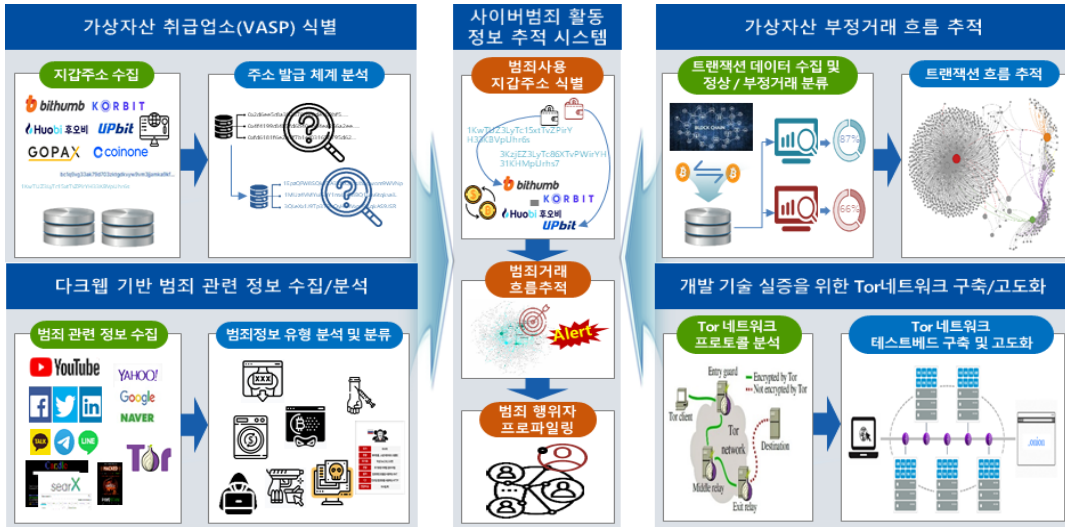 가상자산 취급업소(VASP) 식별
지갑주소 수집
주소 발급 체계 분석
bithumb
KORBIT
Huobi 후오비
UPbit
GOPAX
coinone
다크웹 기반 범죄 관련 정보 수집/분석
범죄 관련 정보 수집
범죄정보 유형 분석 및 분류
YouTube
YAHOO!
Google
NAVER
TALK
LINE
Tor
searX
XXX
사이버범죄 활동
정보 추적 시스템
범죄사용
지갑주소 식별
bithumb
KORBIT
Huobi 후오비
UPbit
범죄거래
흐름추적
Alert
범죄 행위자
프로파일링
가상자산 부정거래 흐름 추적
트랜잭션 데이터 수집 및
정상 / 부정거래 분류
트랜잭션 흐름 추적
BLOCK CHAIN
87%
66%
개발 기술 실증을 위한 Tor네트워크 구축/고도화
Tor 네트워크
프로토콜 분석
Tor 네트워크
테스트베드 구축 및 고도화
Entry guard
Encrypted by Tor
Not encrypted by Tor
Tor client
Tor
network
Destination
Middle relay
Exit relay
.onion